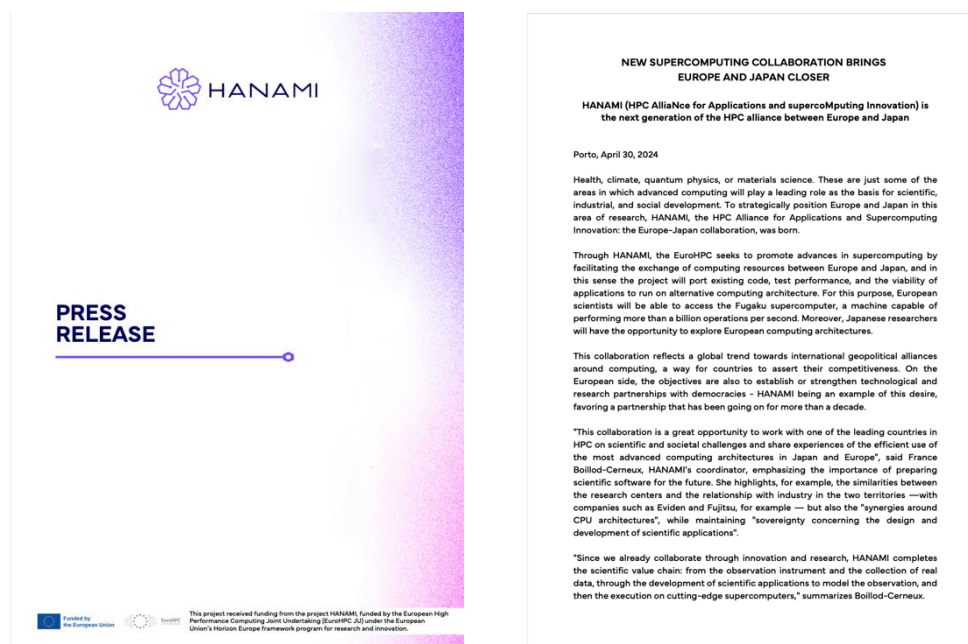 HANAMI
PRESS
RELEASE
Funded by
the European Union
EuroHPC
This project received funding from the project HANAMI, funded by the European High
Performance Computing Joint Undertaking (EuroHPC JU) under the European
Union's Horizon Europe framework program for research and innovation.
NEW SUPERCOMPUTING COLLABORATION BRINGS
EUROPE AND JAPAN CLOSER
HANAMI (HPC AlliaNce for Applications and supercoMputing Innovation) is
the next generation of the HPC alliance between Europe and Japan
Porto, April 30, 2024
Health, climate, quantum physics, or materials science. These are just some of the
areas in which advanced computing will play a leading role as the basis for scientific,
industrial, and social development. To strategically position Europe and Japan in this
area of research, HANAMI, the HPC Alliance for Applications and Supercomputing
Innovation: the Europe-Japan collaboration, was born.
Through HANAMI, the EuroHPC seeks to promote advances in supercomputing by
facilitating the exchange of computing resources between Europe and Japan, and in
this sense the project will port existing code, test performance, and the viability of
applications to run on alternative computing architecture. For this purpose, European
scientists will be able to access the Fugaku supercomputer, a machine capable of
performing more than a billion operations per second. Moreover, Japanese researchers
will have the opportunity to explore European computing architectures.
This collaboration reflects a global trend towards international geopolitical alliances
around computing, a way for countries to assert their competitiveness. On the
European side, the objectives are also to establish or strengthen technological and
research partnerships with democracies - HANAMI being an example of this desire,
favoring a partnership that has been going on for more than a decade.
"This collaboration is a great opportunity to work with one of the leading countries in
HPC on scientific and societal challenges and share experiences of the efficient use of
the most advanced computing architectures in Japan and Europe", said France
Boillod-Cerneux, HANAMI's coordinator, emphasizing the importance of preparing
scientific software for the future. She highlights, for example, the similarities between
the research centers and the relationship with industry in the two territories —with
companies such as Eviden and Fujitsu, for example — but also the "synergies around
CPU architectures", while maintaining "sovereignty concerning the design and
development of scientific applications".
"Since we already collaborate through innovation and research, HANAMI completes
the scientific value chain: from the observation instrument and the collection of real
data, through the development of scientific applications to model the observation, and
then the execution on cutting-edge supercomputers," summarizes Boillod-Cerneux.